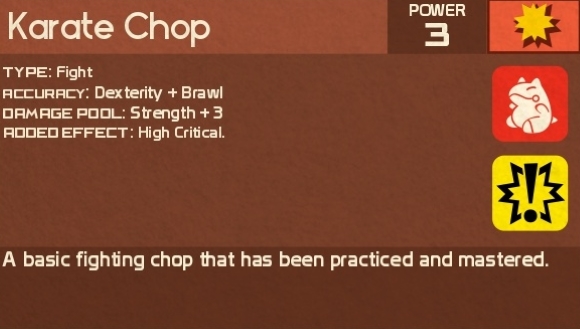 Karate Chop
POWER
3
TYPE: Fight
ACCURACY: Dexterity + Brawl
DAMAGE POOL: Strength + 3
ADDED EFFECT: High Critical.
A basic fighting chop that has been practiced and mastered.